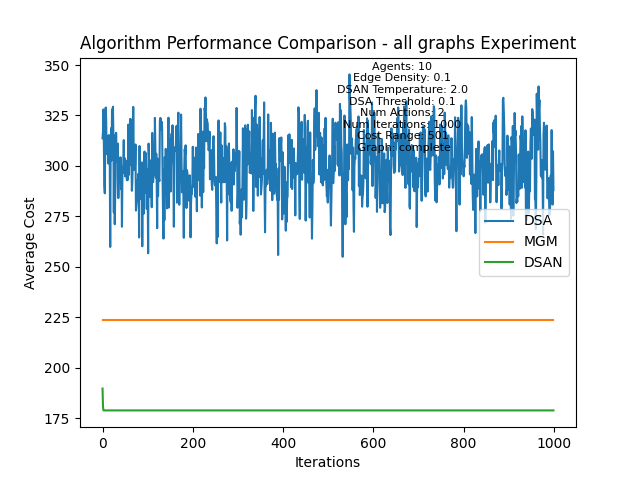 Algorithm Performance Comparison - all graphs Experiment
350
325
300
275
250
225
200
175
Average Cost
Agents: 10
Edge Density: 0.1
DSAN Temperature: 2.0
DSA Threshold: 0.1
Num Actions: 2
Num Iterations: 1000
Cost Range: 501
Graph: complete
DSA
MGM
DSAN
0
200
400
600
800
1000
Iterations